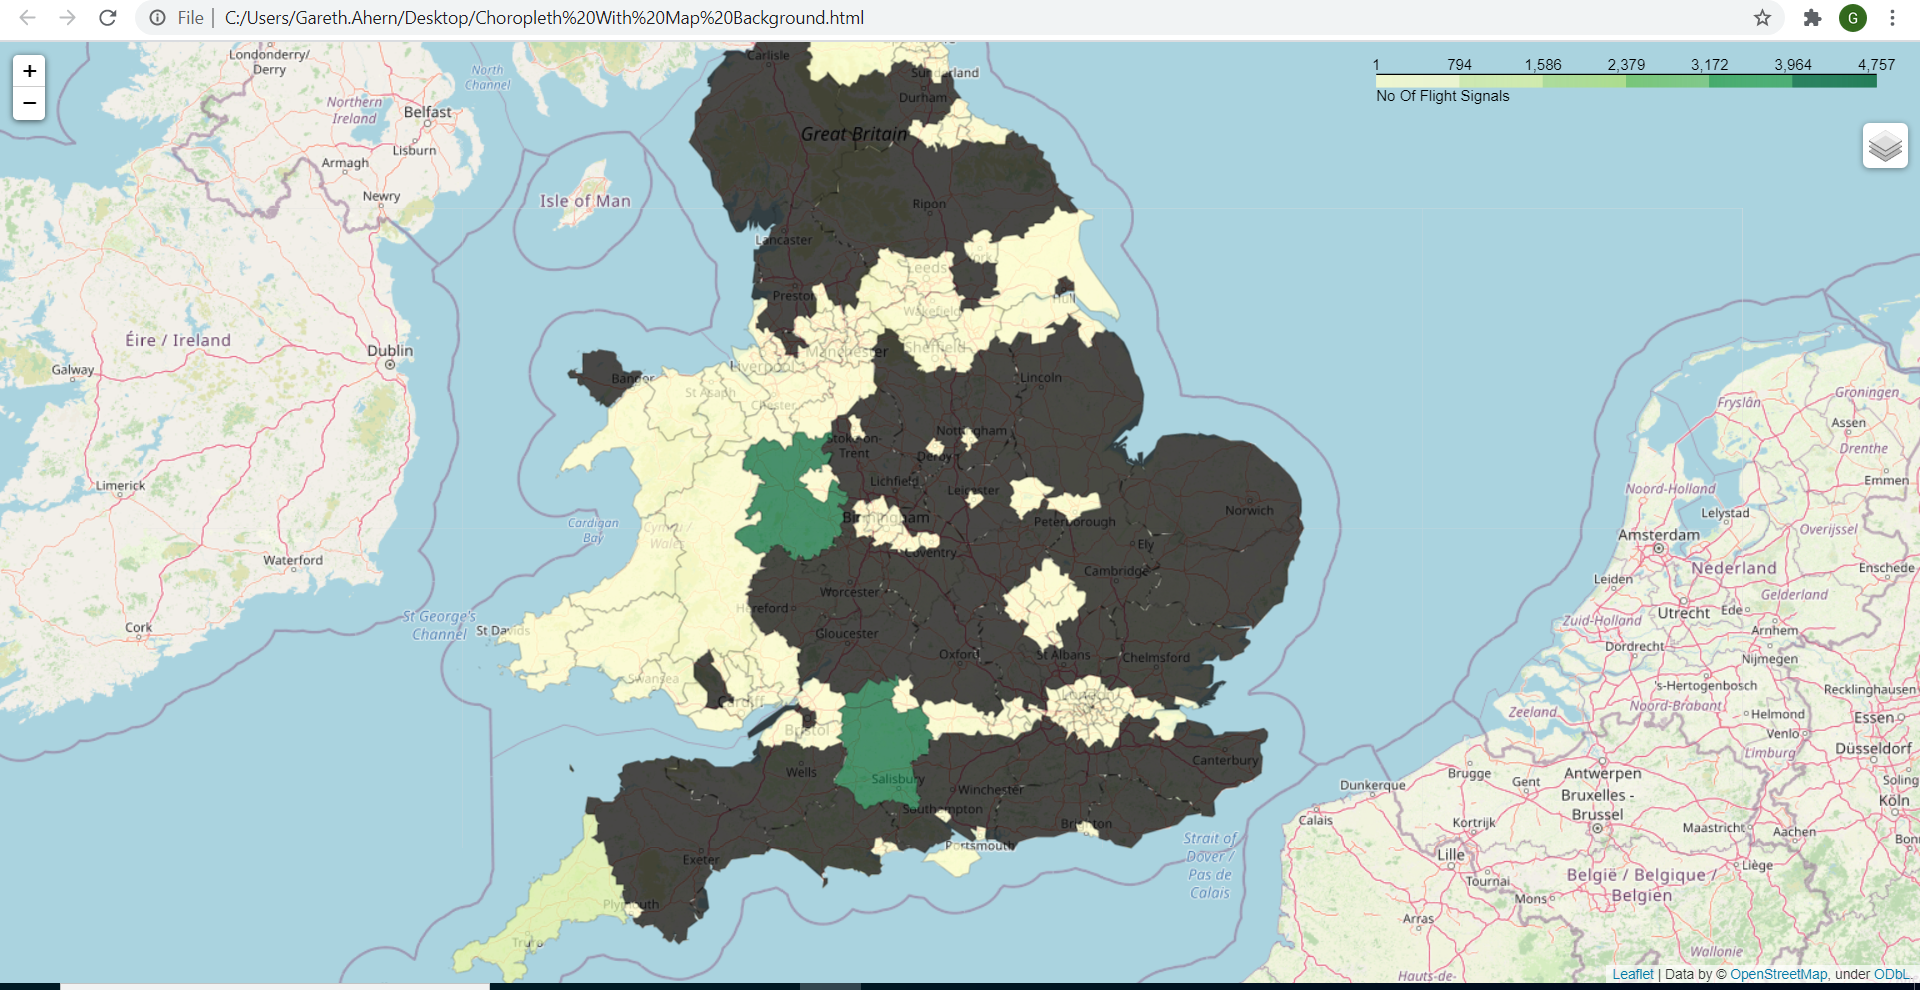 File | C:/Users/Gareth.Ahern/Desktop/Choropleth%20With%20Map%20Background.html
G
+
−
1 794 1,586 2,379 3,172 3,964 4,757
No Of Flight Signals
Londonderry/
Derry
North
Channel
Carlisle
Sunderland
Durham
Northern
Ireland
Belfast
Great Britain
Lisburn
Armagh
Newry
Isle of Man
Ripon
Lancaster
Leeds
Preston
Hull
Wakefield
Éire / Ireland
Dublin
Manchester
Sheffield
Liverpool
Galway
Bangor
Lincoln
St Asaph
Chester
Groningen
Fryslân
Assen
Drenthe
Nottingham
Stoke-on-
Trent
Derby
Lichfield
Leicester
Limerick
Emmen
Noord-Holland
Lelystad
Norwich
Birmingham
Peterborough
Cardigan
Bay
Cymru /
Wales
Overijssel
Amsterdam
Ely
Coventry
Waterford
Cambridge
Nederland
Enschede
Leiden
Worcester
Gelderland
Hereford
Utrecht
Ede
St George's
Channel
Cork
St Davids
Gloucester
Zuid-Holland
Arnhem
Oxford
St Albans
Chelmsford
Dordrecht
Nijmegen
Swansea
's-Hertogenbosch
Recklinghausen
London
Cardiff
Noord-Brabant
Zeeland
Helmond
Essen
Bristol
Venlo
Düsseldorf
Limburg
Canterbury
Wells
Salisbury
Brugge
Antwerpen
Gent
Soling
Dunkerque
Winchester
Bruxelles -
Brussel
Köln
Southampton
Calais
Kortrijk
Brighton
Maastricht
Aachen
Bonn
Strait of
Dover /
Pas de
Calais
Portsmouth
Lille
Exeter
Liège
België / Belgique /
Belgien
Tournai
Mons
Plymouth
Arras
Truro
Wallonie
Hauts-de-
Leaflet | Data by © OpenStreetMap, under ODbL.